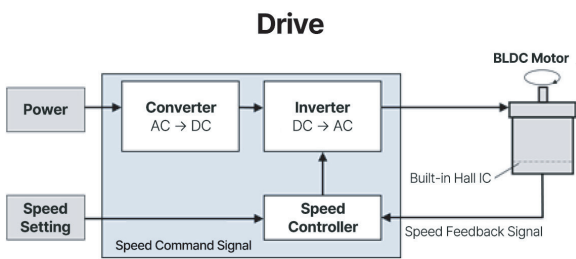 Drive
BLDC Motor
Power
Converter
AC → DC
Inverter
DC → AC
Built-in Hall IC
Speed
Setting
Speed
Controller
Speed Command Signal
Speed Feedback Signal